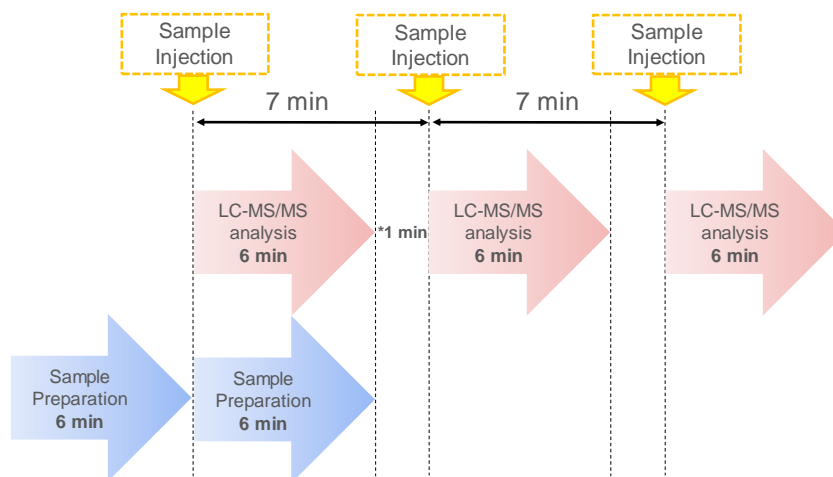 Sample
Injection
Sample
Injection
Sample
Injection
7 min
7 min
LC-MS/MS
analysis
6 min
*1 min
LC-MS/MS
analysis
6 min
LC-MS/MS
analysis
6 min
Sample
Preparation
6 min
Sample
Preparation
6 min